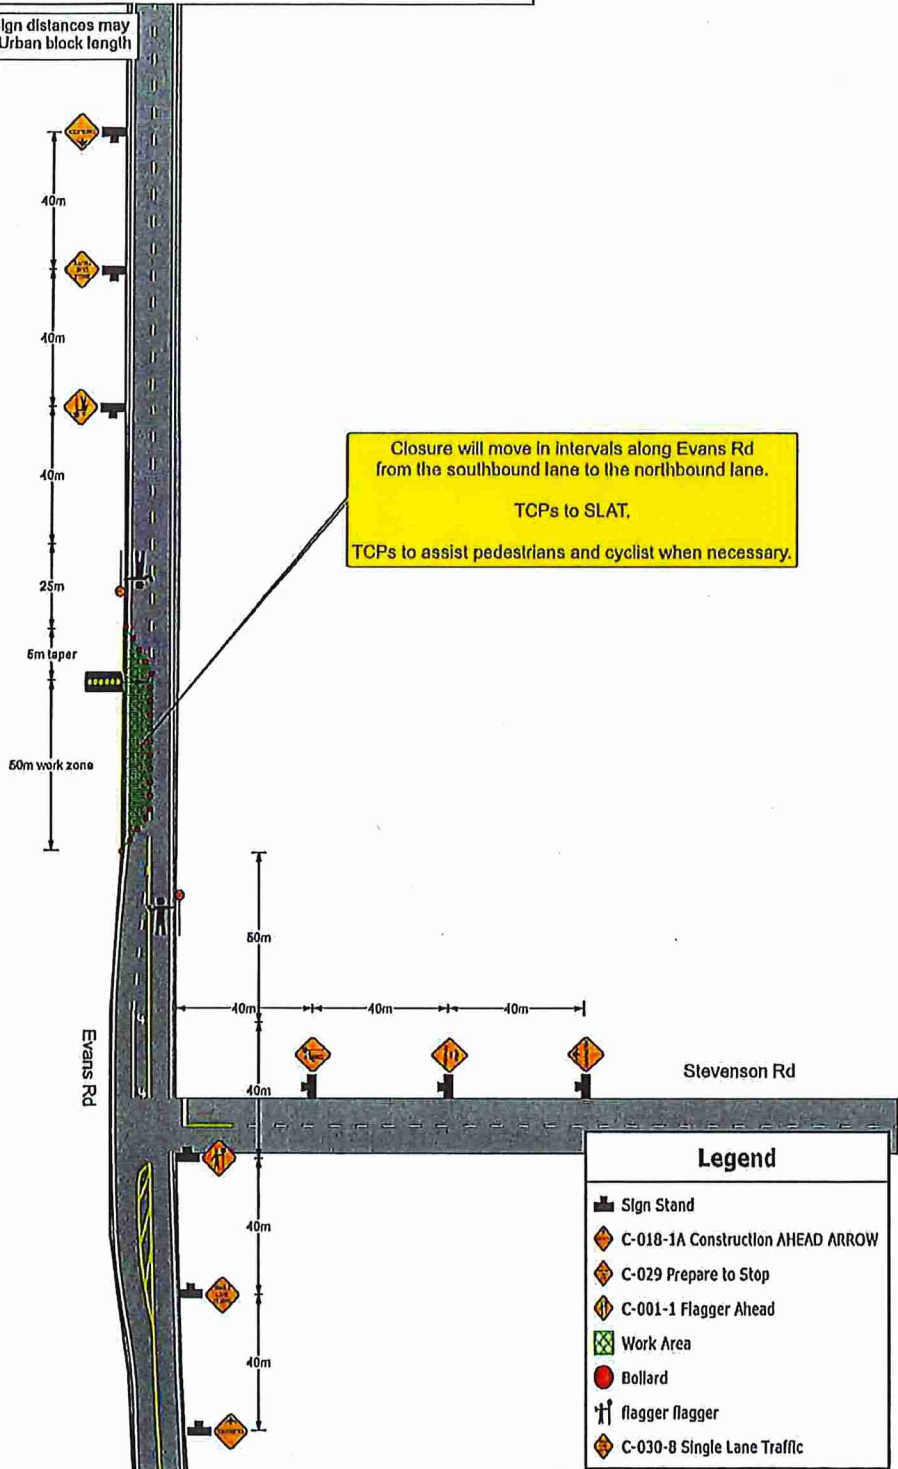 ign distances may
Urban block length
40m
40m
40m
25m
5m taper
50m work zone
Closure will move in intervals along Evans Rd
from the southbound lane to the northbound lane.
TCPs to SLAT.
TCPs to assist pedestrians and cyclist when necessary.
50m
40m
40m
40m
40m
Evans Rd
Stevenson Rd
40m
40m
Legend
Sign Stand
C-018-1A Construction AHEAD ARROW
C-029 Prepare to Stop
C-001-1 Flagger Ahead
Work Area
Bollard
flagger flagger
C-030-8 Single Lane Traffic